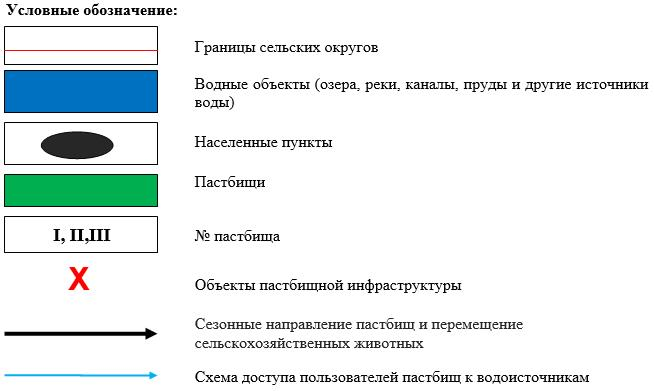 Условные обозначение:
Границы сельских округов
Водные объекты (озера, реки, каналы, пруды и другие источники
воды)
Населенные пункты
Пастбищи
I, II,III
№ пастбища
X
Объекты пастбищной инфраструктуры
Сезонные направление пастбищ и перемещение
сельскохозяйственных животных
Схема доступа пользователей пастбищ к водоисточникам